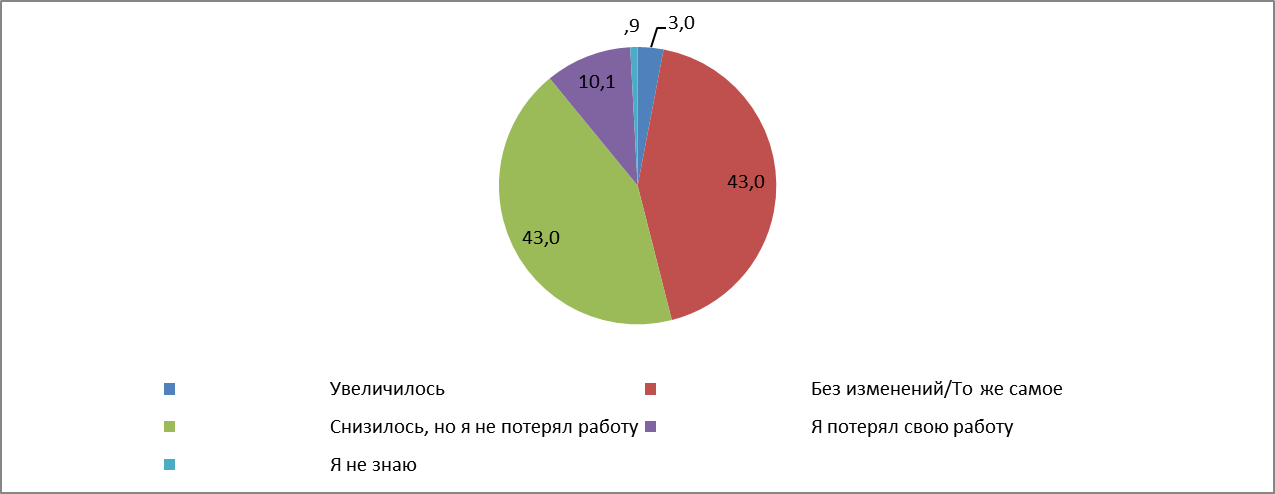 ,9
3,0
10,1
43,0
43,0
Увеличилось
Без изменений/То же самое
Снизилось, но я не потерял работу
Я потерял свою работу
Я не знаю